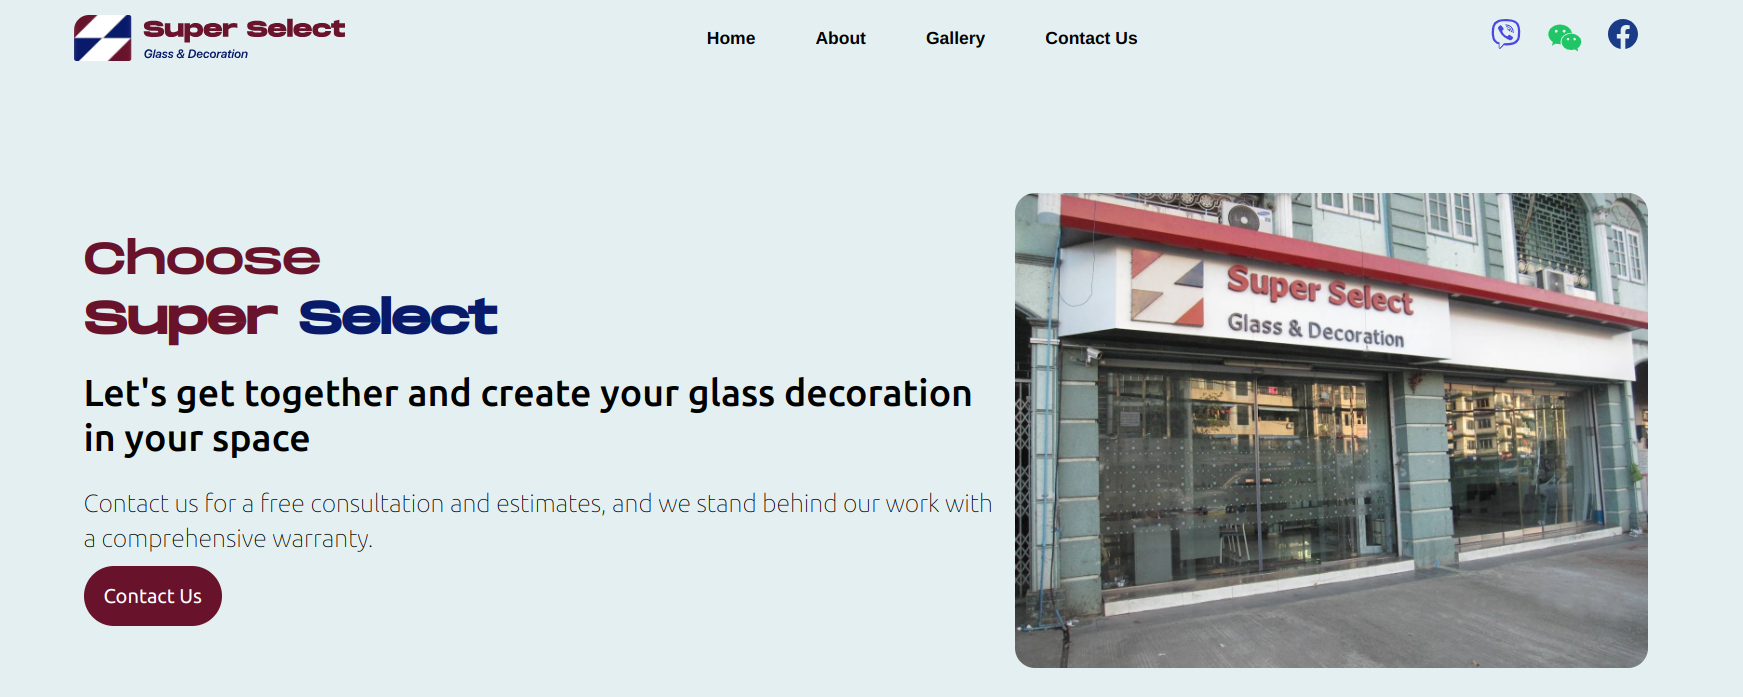 Super Select
Glass & Decoration
Home
About
Gallery
Contact Us
Choose
Super Select
Let's get together and create your glass decoration
in your space
Contact us for a free consultation and estimates, and we stand behind our work with
a comprehensive warranty.
Contact Us
Super Select
Glass & Decoration